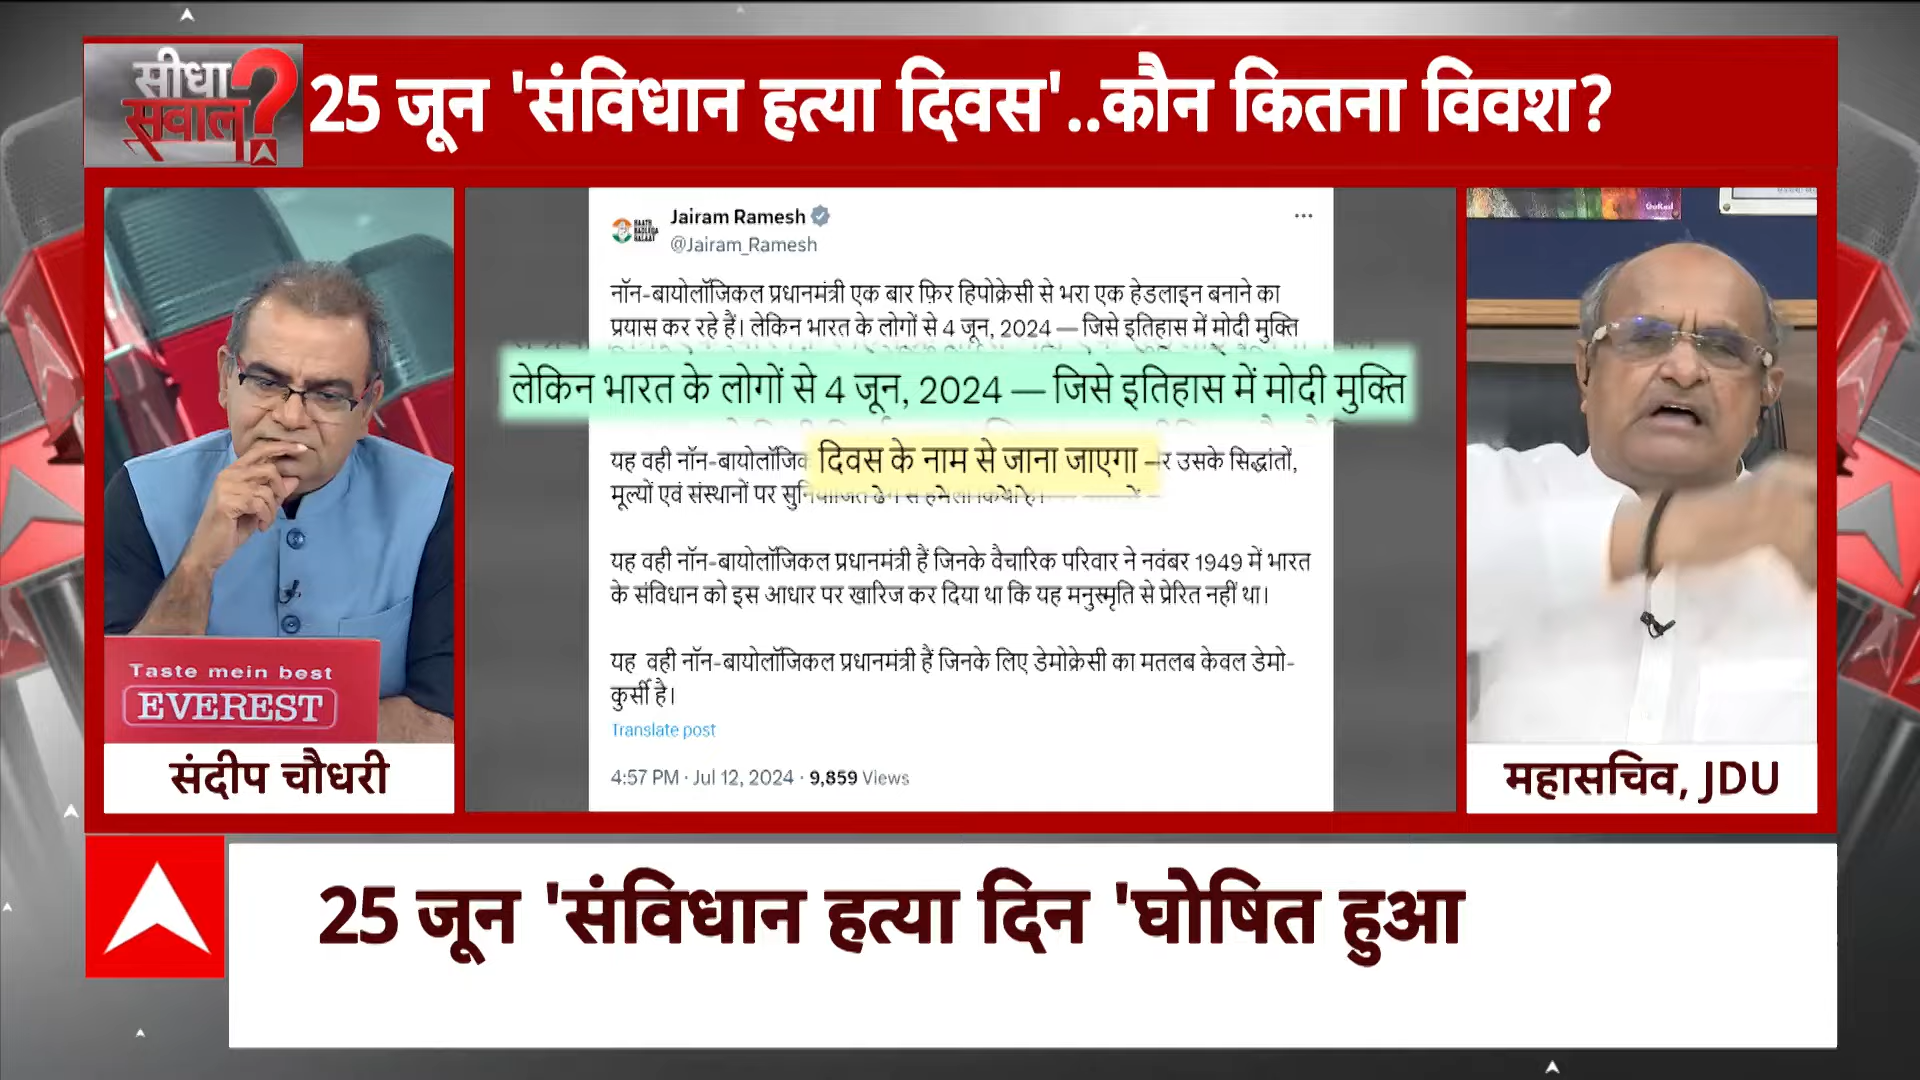 सीधा
सवाल
25 जून 'संविधान हत्या दिवस'..कौन कितना विवश?
Jairam Ramesh
@Jairam_Ramesh
नॉन-बायोलॉजिकल प्रधानमंत्री एक बार फ़िर हिपोक्रेसी से भरा एक हेडलाइन बनाने का
प्रयास कर रहे हैं। लेकिन भारत के लोगों से 4 जून, 2024 — जिसे इतिहास में मोदी मुक्ति
लेकिन भारत के लोगों से 4 जून, 2024 — जिसे इतिहास में मोदी मुक्ति
दिवस के नाम से जाना जाएगा –
यह वही नॉन-बायोलॉजिक र उसके सिद्धांतों,
मूल्यों एवं संस्थानों पर
यह वही नॉन-बायोलॉजिकल प्रधानमंत्री हैं जिनके वैचारिक परिवार ने नवंबर 1949 में भारत
के संविधान को इस आधार पर खारिज कर दिया था कि यह मनुस्मृति से प्रेरित नहीं था।
यह वही नॉन-बायोलॉजिकल प्रधानमंत्री हैं जिनके लिए डेमोक्रेसी का मतलब केवल डेमो-
कुर्सी है।
Translate post
4:57 PM · Jul 12, 2024 · 9,859 Views
Taste mein best
EVEREST
संदीप चौधरी
महासचिव, JDU
25 जून 'संविधान हत्या दिन 'घोषित हुआ